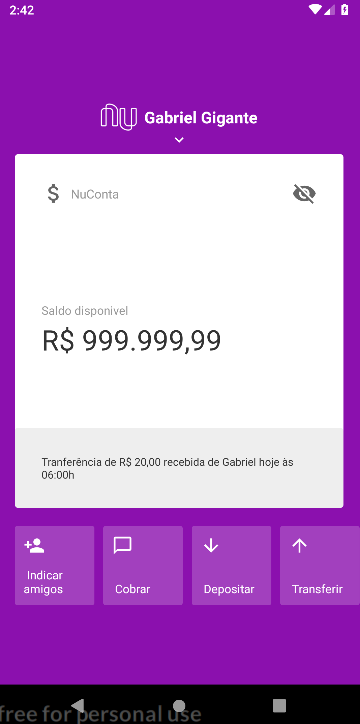 2:42
nu Gabriel Gigante
NuConta
Saldo disponivel
R$ 999.999,99
Tranferência de R$ 20,00 recebida de Gabriel hoje às
06:00h
Indicar
amigos
Cobrar
Depositar
Transferir
free for personal use